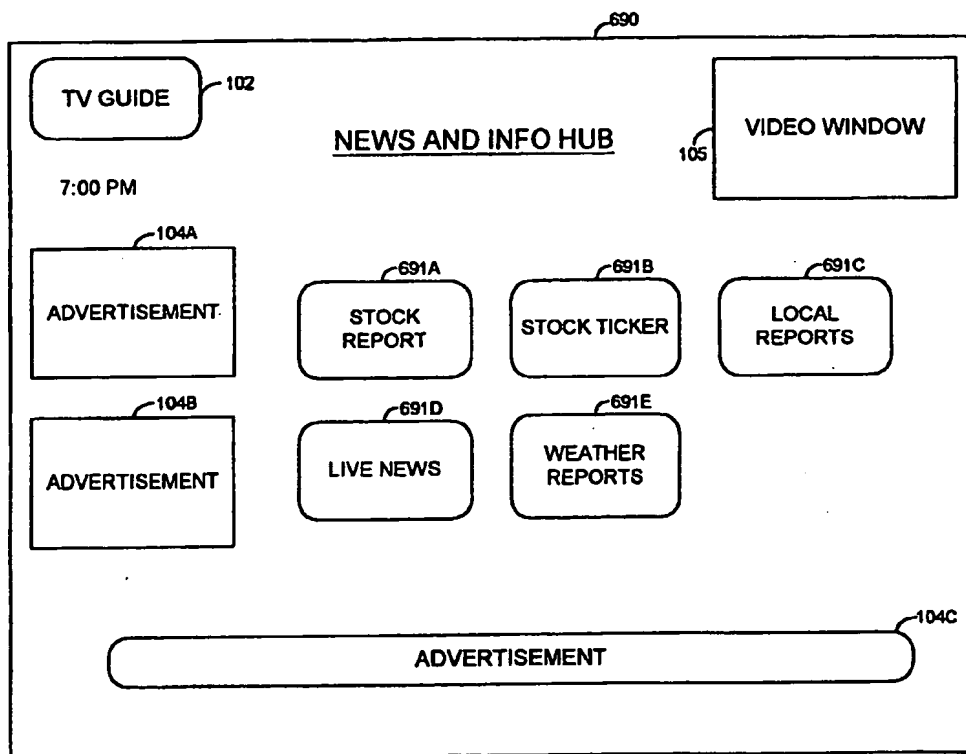 690
TV GUIDE
102
NEWS AND INFO HUB
105
VIDEO WINDOW
7:00 PM
104A
ADVERTISEMENT
691A
STOCK
REPORT
691B
STOCK TICKER
691C
LOCAL
REPORTS
104B
ADVERTISEMENT
691D
LIVE NEWS
691E
WEATHER
REPORTS
104C
ADVERTISEMENT